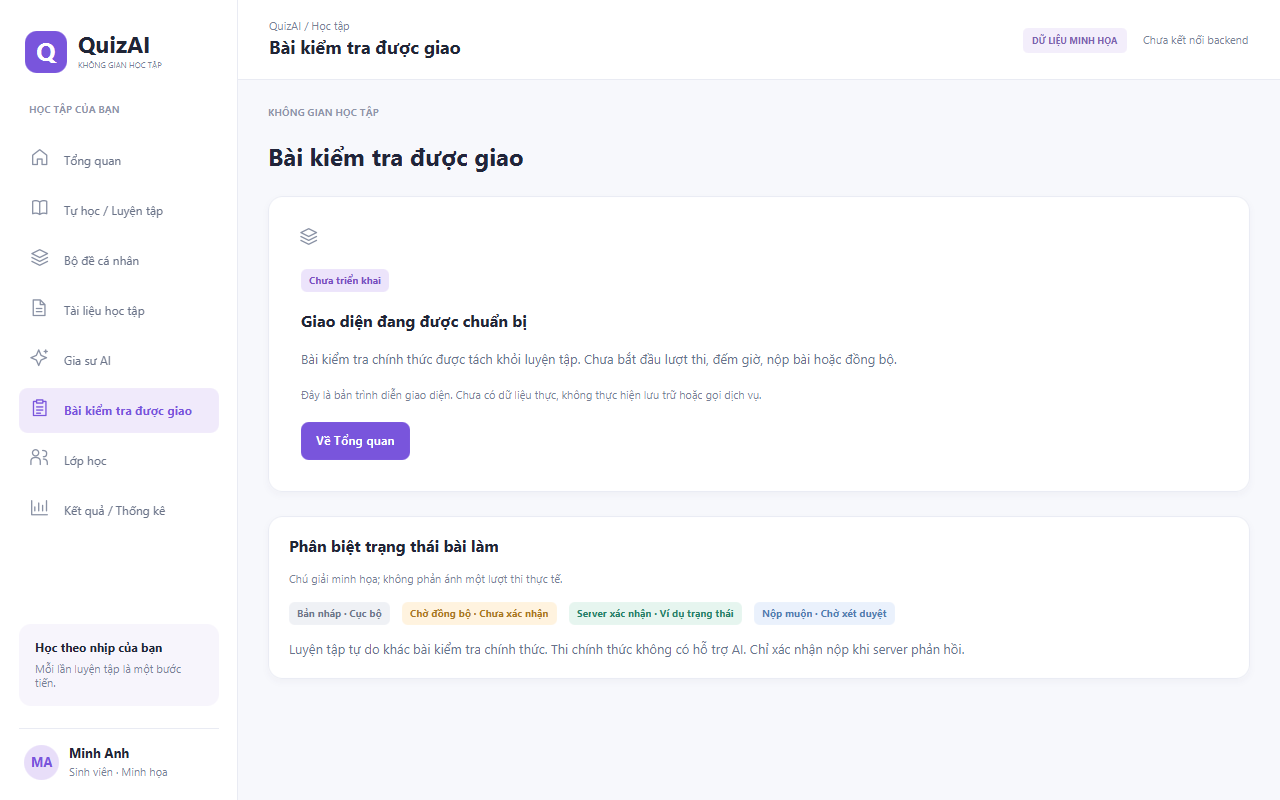 Q
QuizAI
KHÔNG GIAN HỌC TẬP
HỌC TẬP CỦA BẠN
Tổng quan
Tự học / Luyện tập
Bộ đề cá nhân
Tài liệu học tập
Gia sư AI
Bài kiểm tra được giao
Lớp học
Kết quả / Thống kê
Học theo nhịp của bạn
Mỗi lần luyện tập là một bước
tiến.
MA
Minh Anh
Sinh viên · Minh họa
QuizAI / Học tập
Bài kiểm tra được giao
DỮ LIỆU MINH HỌA
Chưa kết nối backend
KHÔNG GIAN HỌC TẬP
Bài kiểm tra được giao
Chưa triển khai
Giao diện đang được chuẩn bị
Bài kiểm tra chính thức được tách khỏi luyện tập. Chưa bắt đầu lượt thi, đếm giờ, nộp bài hoặc đồng bộ.
Đây là bản trình diễn giao diện. Chưa có dữ liệu thực, không thực hiện lưu trữ hoặc gọi dịch vụ.
Về Tổng quan
Phân biệt trạng thái bài làm
Chú giải minh họa; không phản ánh một lượt thi thực tế.
Bản nháp · Cục bộ
Chờ đồng bộ · Chưa xác nhận
Server xác nhận · Ví dụ trạng thái
Nộp muộn · Chờ xét duyệt
Luyện tập tự do khác bài kiểm tra chính thức. Thi chính thức không có hỗ trợ AI. Chỉ xác nhận nộp khi server phản hồi.